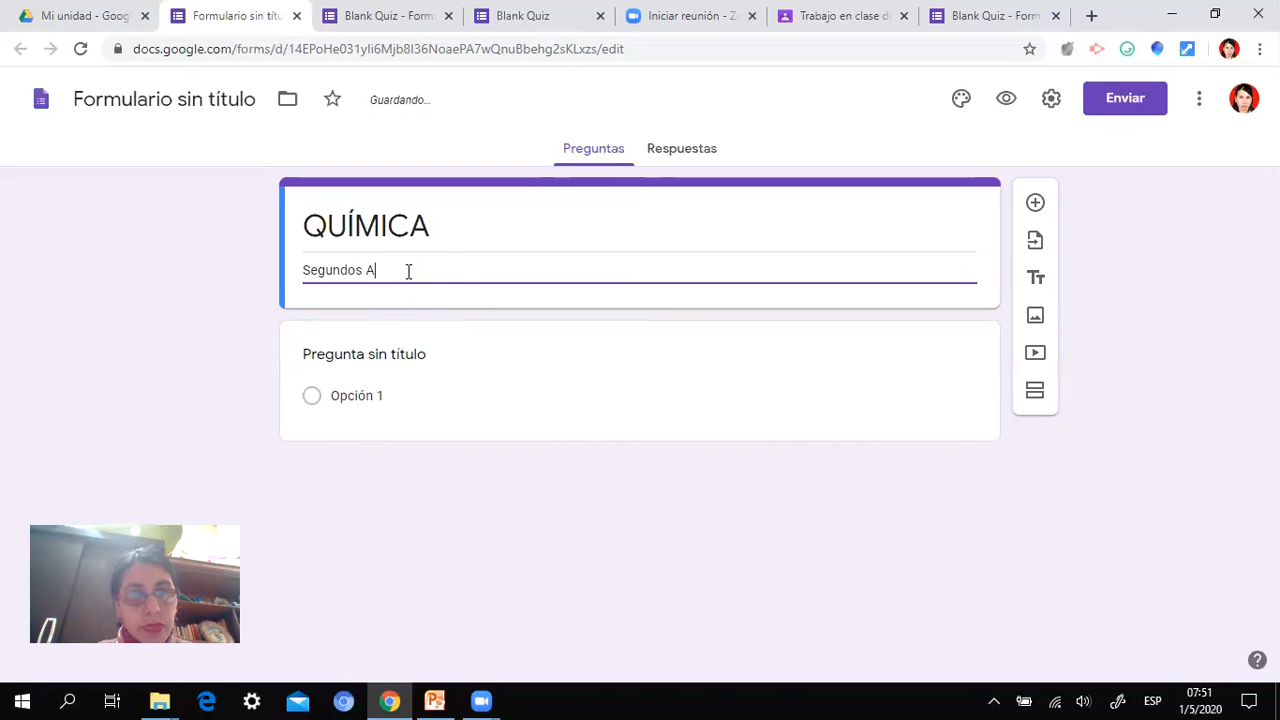 Mi unidad - Goog
Formulario sin títu
Blank Quiz - Form
Blank Quiz
Iniciar reunión
Trabajo en clase d
Blank Quiz - Form
docs.google.com/forms/d/14EPoHe031yIi6Mjb8I36NoaePA7wQnuBbehg2sKLxzs/edit
Formulario sin título
Guardando...
Enviar
Preguntas
Respuestas
QUÍMICA
Segundos A
Pregunta sin título
Opción 1
ESP
07:51
1/5/2020